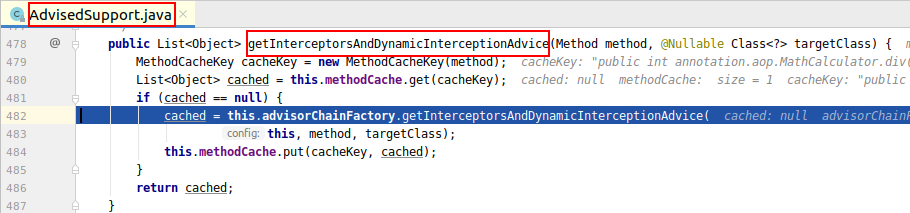 AdvisedSupport.java
478 @ public List<Object> getInterceptorsAndDynamicInterceptionAdvice(Method method, @Nullable Class<?> targetClass) {
479 MethodCacheKey cacheKey = new MethodCacheKey(method); cacheKey: "public int annotation.aop.MathCalculator.div(
480 List<Object> cached = this.methodCache.get(cacheKey); cached: null methodCache: size = 1 cacheKey: "public
481 if (cached == null) {
482 cached = this.advisorChainFactory.getInterceptorsAndDynamicInterceptionAdvice( cached: null
483 config: this, method, targetClass);
484 this.methodCache.put(cacheKey, cached);
485 }
486 return cached;
487 }